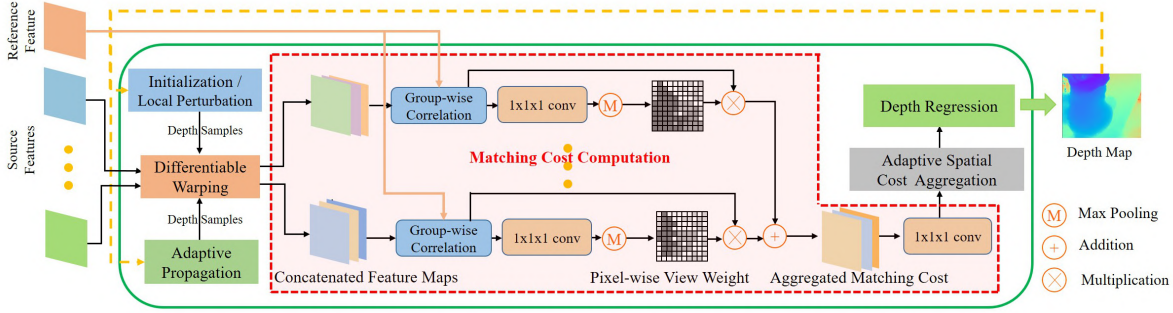 Reference
Feature
Source
Features
Initialization /
Local Perturbation
Depth Samples
Differentiable
Warping
Depth Samples
Adaptive
Propagation
Group-wise
Correlation
1x1x1 conv
M
Matching Cost Computation
Group-wise
Correlation
1x1x1 conv
M
Concatenated Feature Maps
Pixel-wise View Weight
Aggregated Matching Cost
1x1x1 conv
Adaptive Spatial
Cost Aggregation
Depth Regression
Depth Map
M Max Pooling
Addition
Multiplication